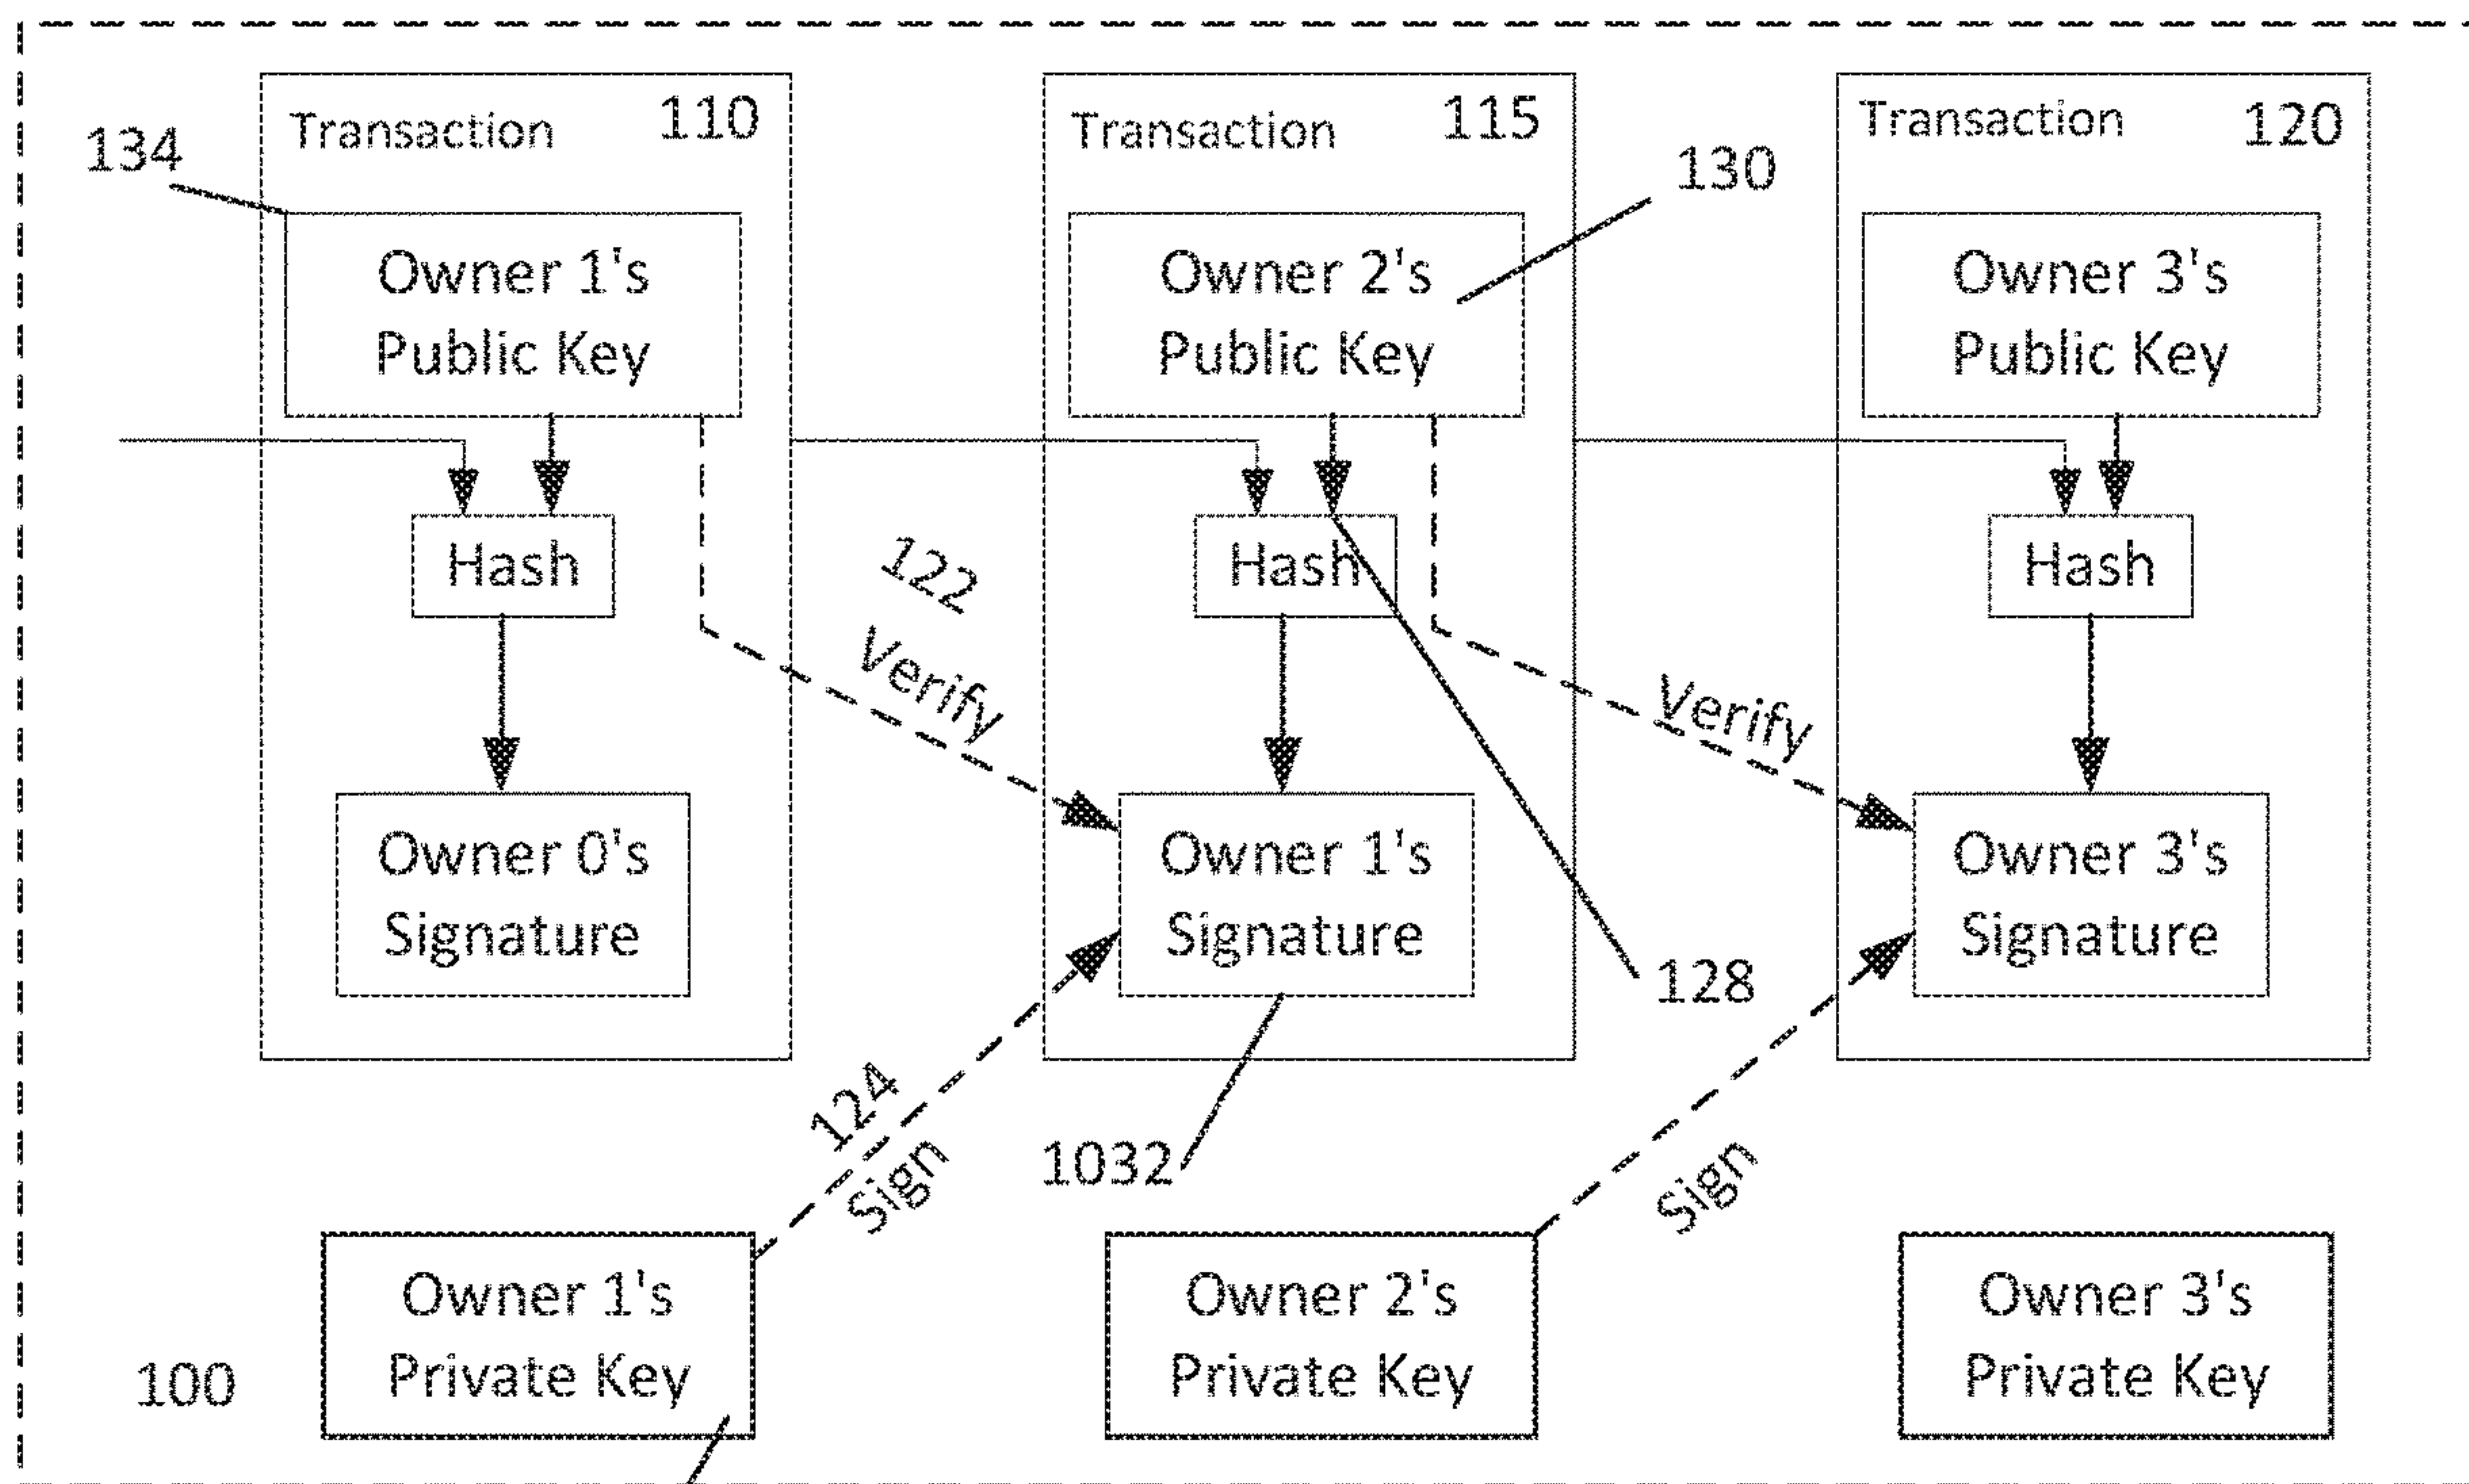 Transaction 110
Transaction 115
Transaction 120
134
130
Owner 1's
Public Key
Owner 2's
Public Key
Owner 3's
Public Key
Hash
Hash
Hash
122
Verify
Verify
Owner 0's
Signature
Owner 1's
Signature
Owner 3's
Signature
128
124
Sign
1032
Sign
Owner 1's
Private Key
Owner 2's
Private Key
Owner 3's
Private Key
100